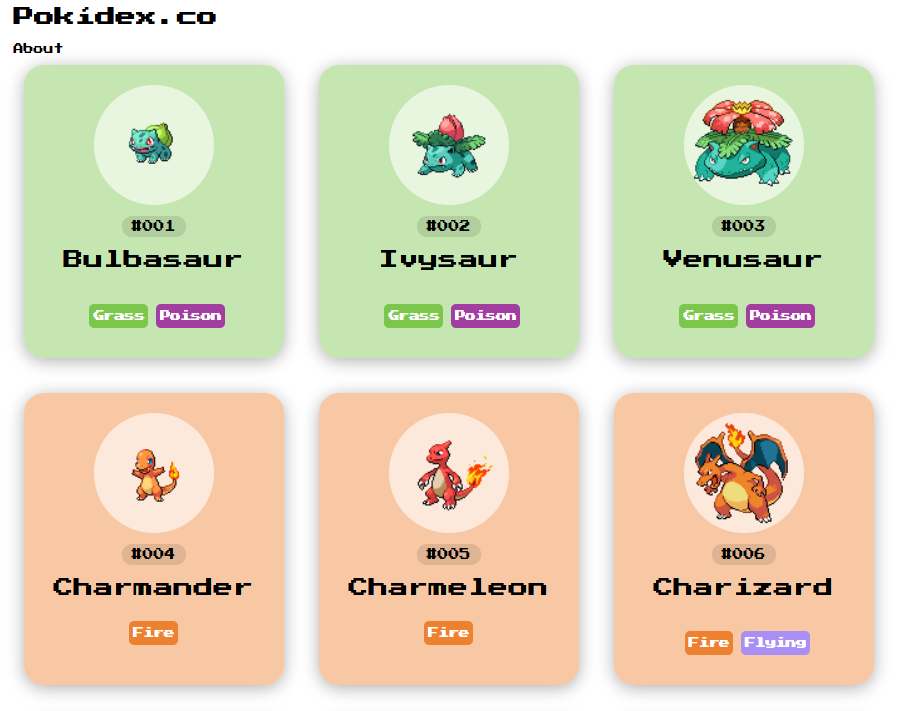 Pokídex.co
About
#001 #002 #003
Bulbasaur Ivysaur Venusaur
Grass Poison Grass Poison Grass Poison
#004 #005 #006
Charmander Charmeleon Charizard
Fire Fire Fire Flying